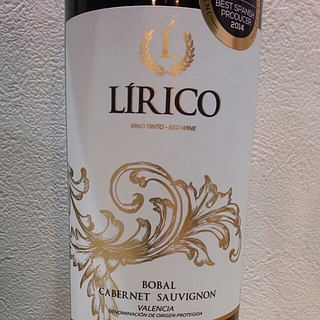 BEST SPANISH
PRODUCER
2014
L
LÍRICO
VINO TINTO - RED WINE
BOBAL
CABERNET SAUVIGNON
VALENCIA
DENOMINACIÓN DE ORIGEN PROTEGIDA